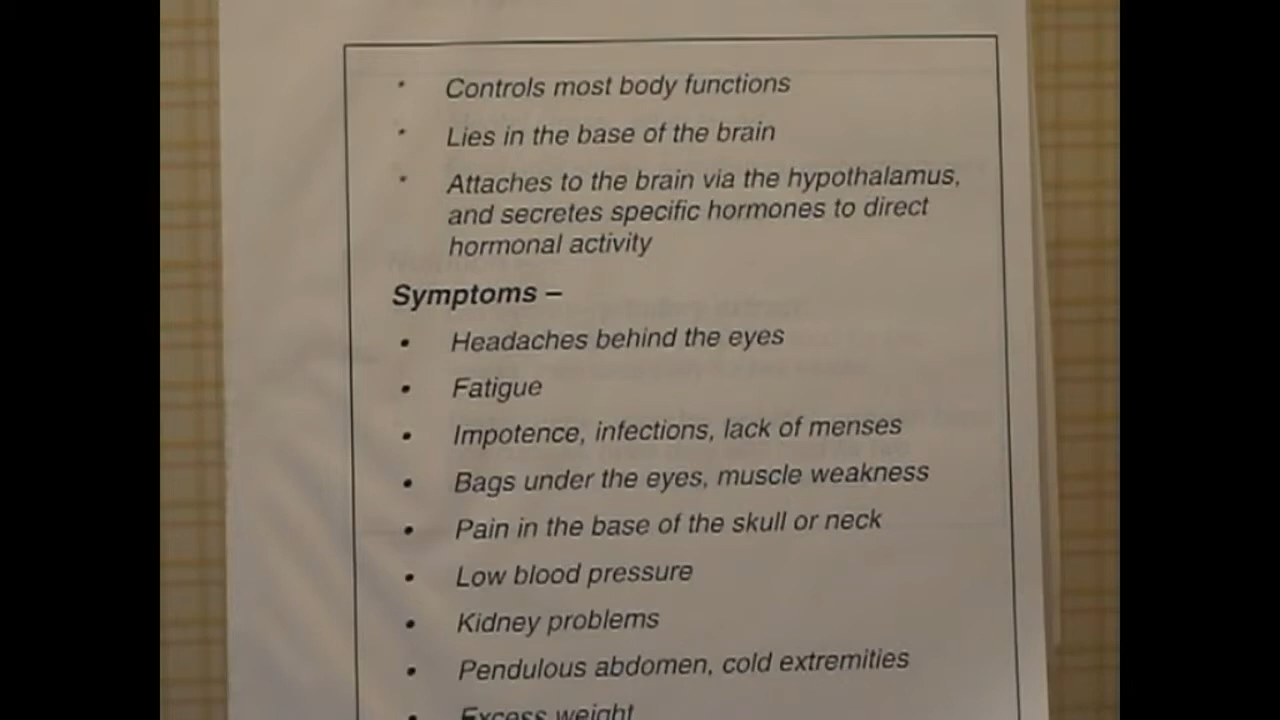 * Controls most body functions
* Lies in the base of the brain
* Attaches to the brain via the hypothalamus,
and secretes specific hormones to direct
hormonal activity
Symptoms –
• Headaches behind the eyes
• Fatigue
• Impotence, infections, lack of menses
• Bags under the eyes, muscle weakness
• Pain in the base of the skull or neck
• Low blood pressure
• Kidney problems
• Pendulous abdomen, cold extremities
• Excess weight